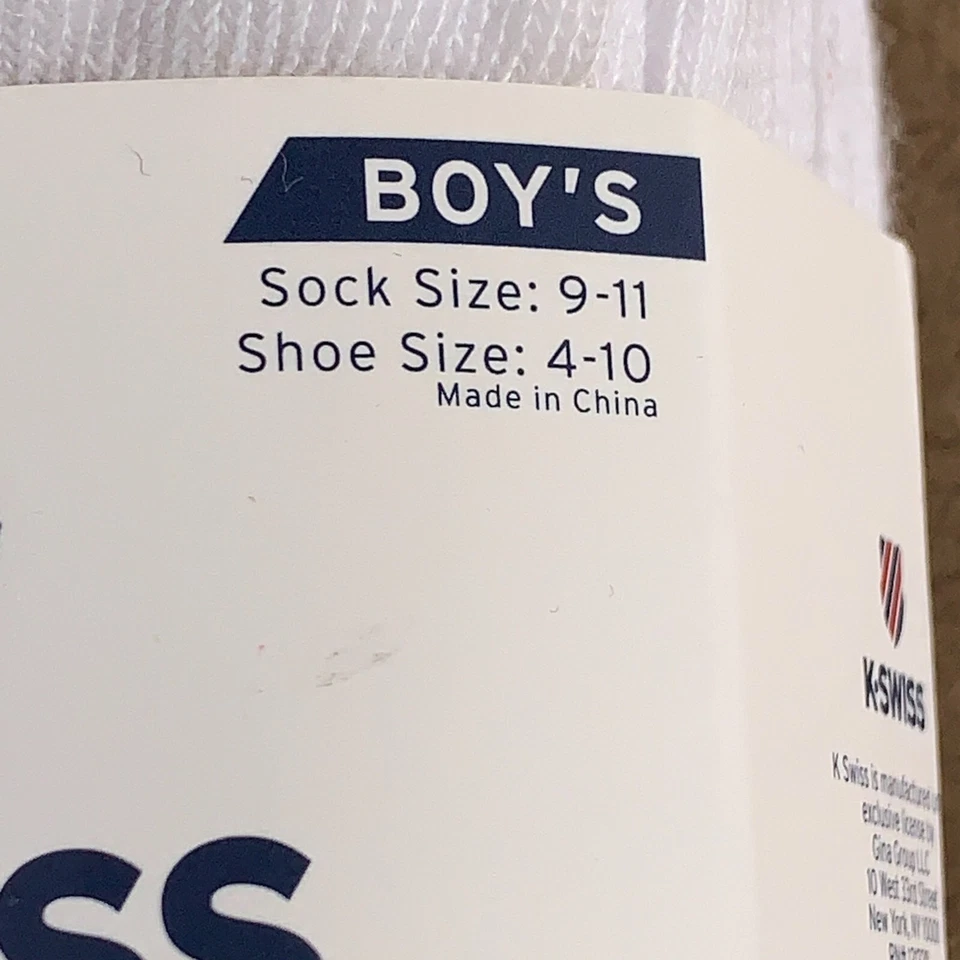 BOY'S
Sock Size: 9-11
Shoe Size: 4-10
Made in China
K·SWISS
K Swiss is manufactured
exclusive license by
Gina Group LLC
10 West 33rd Street
New York, NY 10001
ss